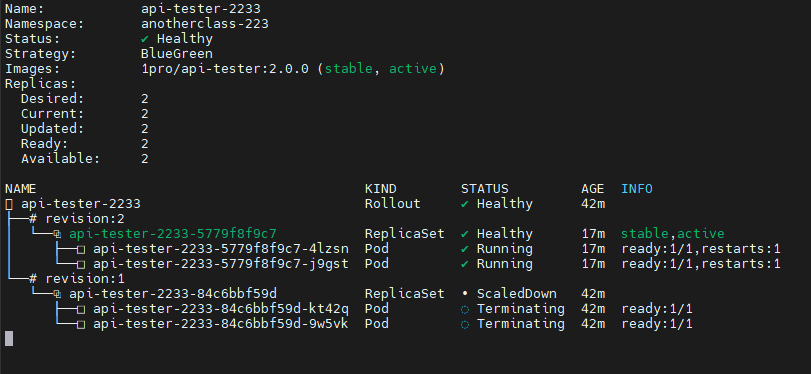 Name:            api-tester-2233
Namespace:       anotherclass-223
Status:          ✔ Healthy
Strategy:        BlueGreen
Images:          1pro/api-tester:2.0.0 (stable, active)
Replicas:
  Desired:       2
  Current:       2
  Updated:       2
  Ready:         2
  Available:     2

NAME                                         KIND        STATUS         AGE  INFO
⟳ api-tester-2233                            Rollout     ✔ Healthy      42m
├──# revision:2
│  └──⧉ api-tester-2233-5779f8f9c7           ReplicaSet  ✔ Healthy      17m  stable,active
│     ├──□ api-tester-2233-5779f8f9c7-4lzsn  Pod         ✔ Running      17m  ready:1/1,restarts:1
│     └──□ api-tester-2233-5779f8f9c7-j9gst  Pod         ✔ Running      17m  ready:1/1,restarts:1
└──# revision:1
   └──⧉ api-tester-2233-84c6bbf59d           ReplicaSet  • ScaledDown   42m
      ├──□ api-tester-2233-84c6bbf59d-kt42q  Pod         ◌ Terminating  42m  ready:1/1
      └──□ api-tester-2233-84c6bbf59d-9w5vk  Pod         ◌ Terminating  42m  ready:1/1